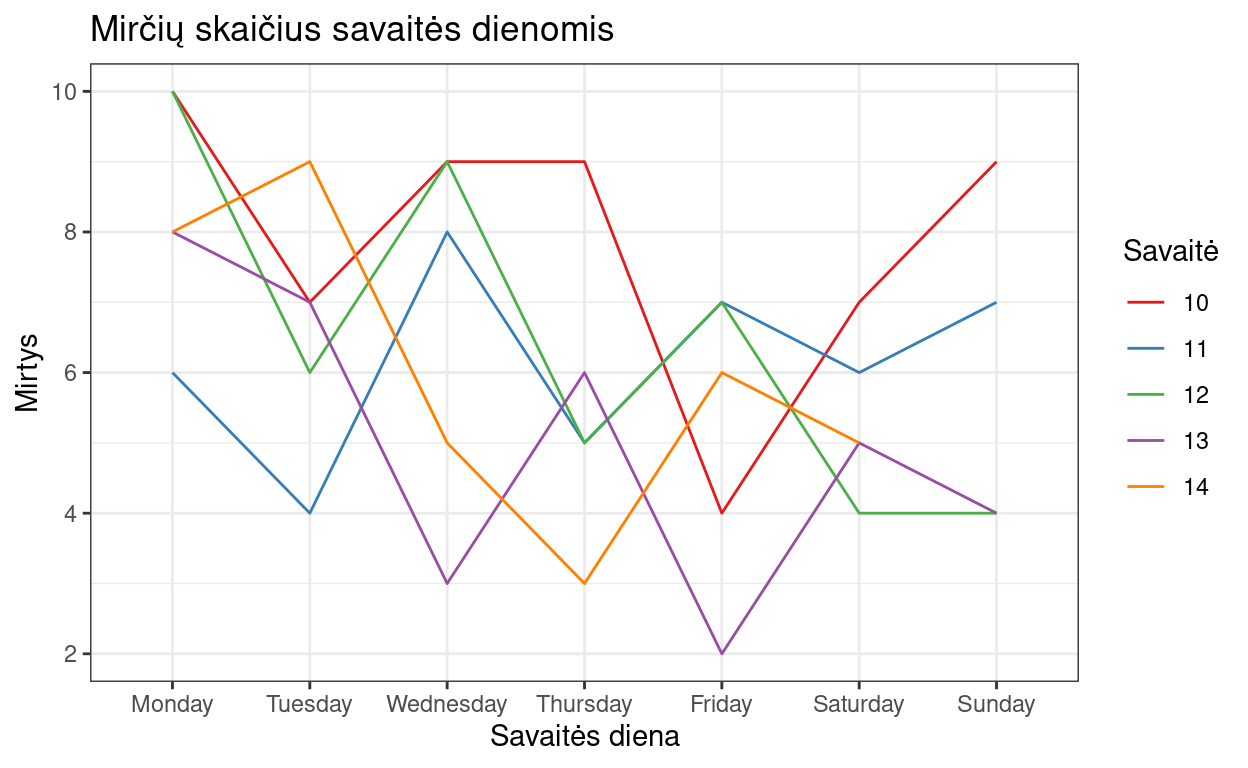 Mirčių skaičius savaitės dienomis
10
8
6
4
2
Mirtys
Monday Tuesday Wednesday Thursday Friday Saturday Sunday
Savaitės diena
Savaitė
10
11
12
13
14